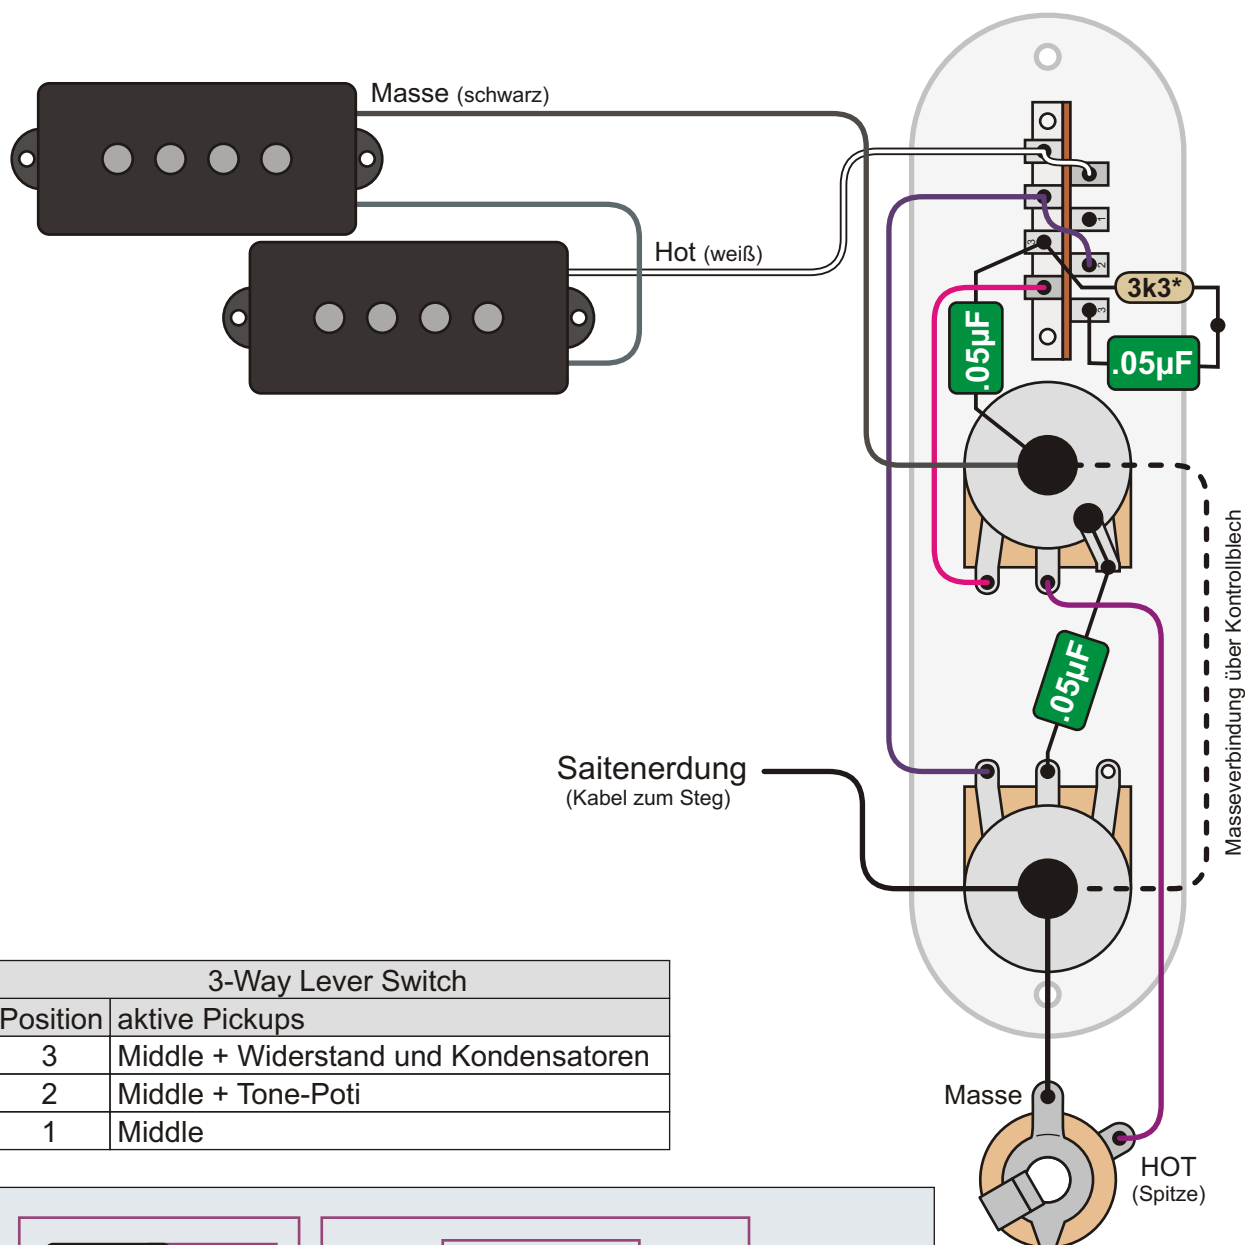 Masse (schwarz)
Hot (weiß)
1
3
2
3
3k3*
.05µF
.05µF
.05µF
Masseverbindung über Kontrollblech
Saitenerdung
(Kabel zum Steg)
3-Way Lever Switch
Position aktive Pickups
3 Middle + Widerstand und Kondensatoren
2 Middle + Tone-Poti
1 Middle
Masse
HOT
(Spitze)